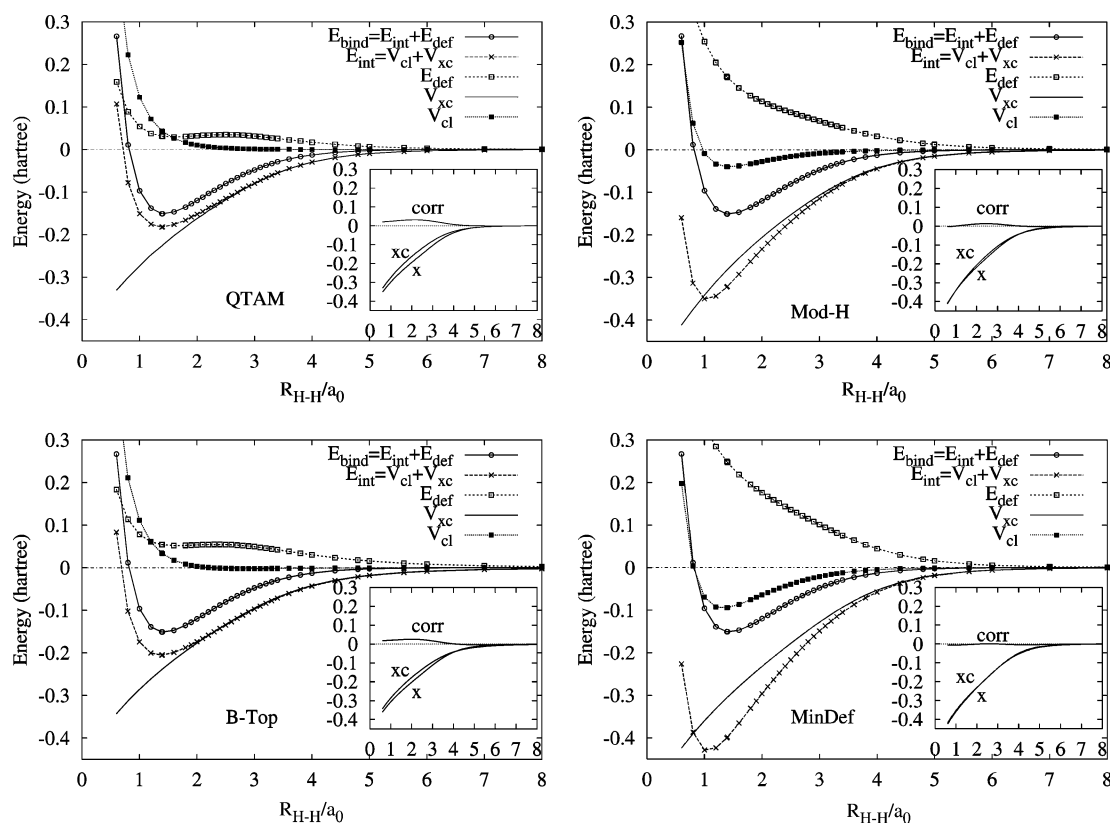 0.3
0.2
0.1
0
-0.1
-0.2
-0.3
-0.4
Energy (hartree)
E_bind=E_int+E_def
E_int=V_cl+V_xc
E_def
V_xc
V_cl
0.3
0.2
0.1
0
-0.1
-0.2
-0.3
-0.4
corr
xc
x
0 1 2 3 4 5 6 7 8
QTAM
0 1 2 3 4 5 6 7 8
R_H-H/a_0
0.3
0.2
0.1
0
-0.1
-0.2
-0.3
-0.4
Energy (hartree)
E_bind=E_int+E_def
E_int=V_cl+V_xc
E_def
V_xc
V_cl
0.3
0.2
0.1
0
-0.1
-0.2
-0.3
-0.4
corr
xc
x
0 1 2 3 4 5 6 7 8
Mod-H
0 1 2 3 4 5 6 7 8
R_H-H/a_0
0.3
0.2
0.1
0
-0.1
-0.2
-0.3
-0.4
Energy (hartree)
E_bind=E_int+E_def
E_int=V_cl+V_xc
E_def
V_xc
V_cl
0.3
0.2
0.1
0
-0.1
-0.2
-0.3
-0.4
corr
xc
x
0 1 2 3 4 5 6 7 8
B-Top
0 1 2 3 4 5 6 7 8
R_H-H/a_0
0.3
0.2
0.1
0
-0.1
-0.2
-0.3
-0.4
Energy (hartree)
E_bind=E_int+E_def
E_int=V_cl+V_xc
E_def
V_xc
V_cl
0.3
0.2
0.1
0
-0.1
-0.2
-0.3
-0.4
corr
xc
x
0 1 2 3 4 5 6 7 8
MinDef
0 1 2 3 4 5 6 7 8
R_H-H/a_0